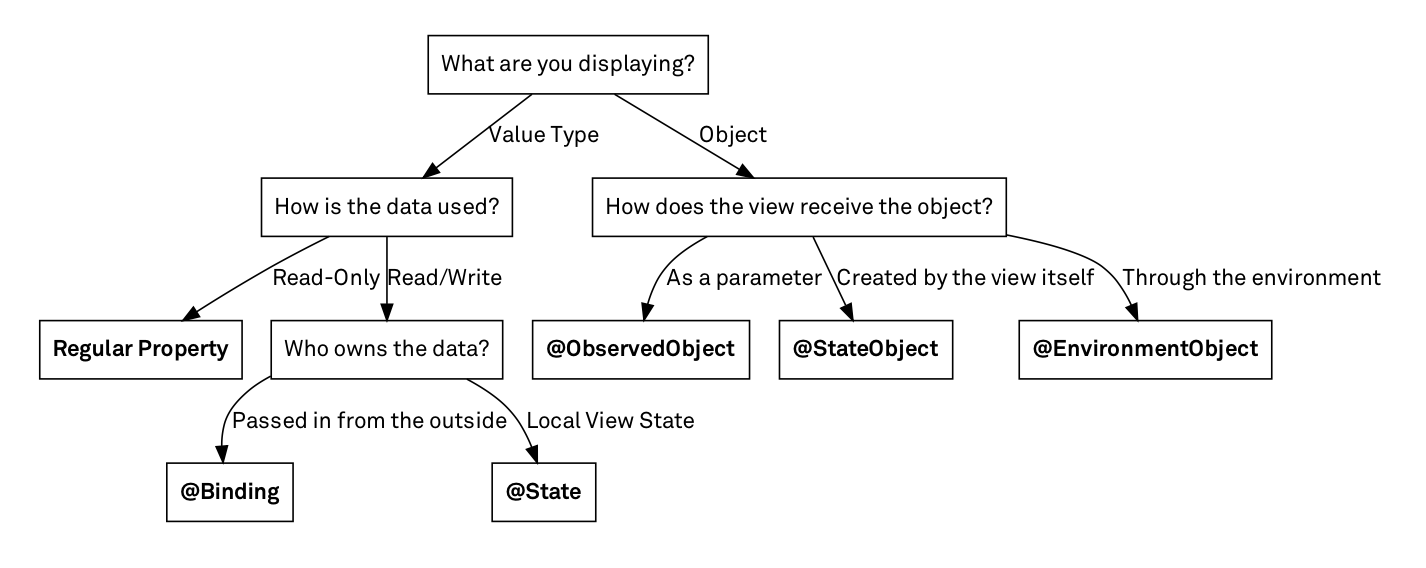 What are you displaying?
Value Type
Object
How is the data used?
How does the view receive the object?
Read-Only
Read/Write
As a parameter
Created by the view itself
Through the environment
Regular Property
Who owns the data?
@ObservedObject
@StateObject
@EnvironmentObject
Passed in from the outside
Local View State
@Binding
@State